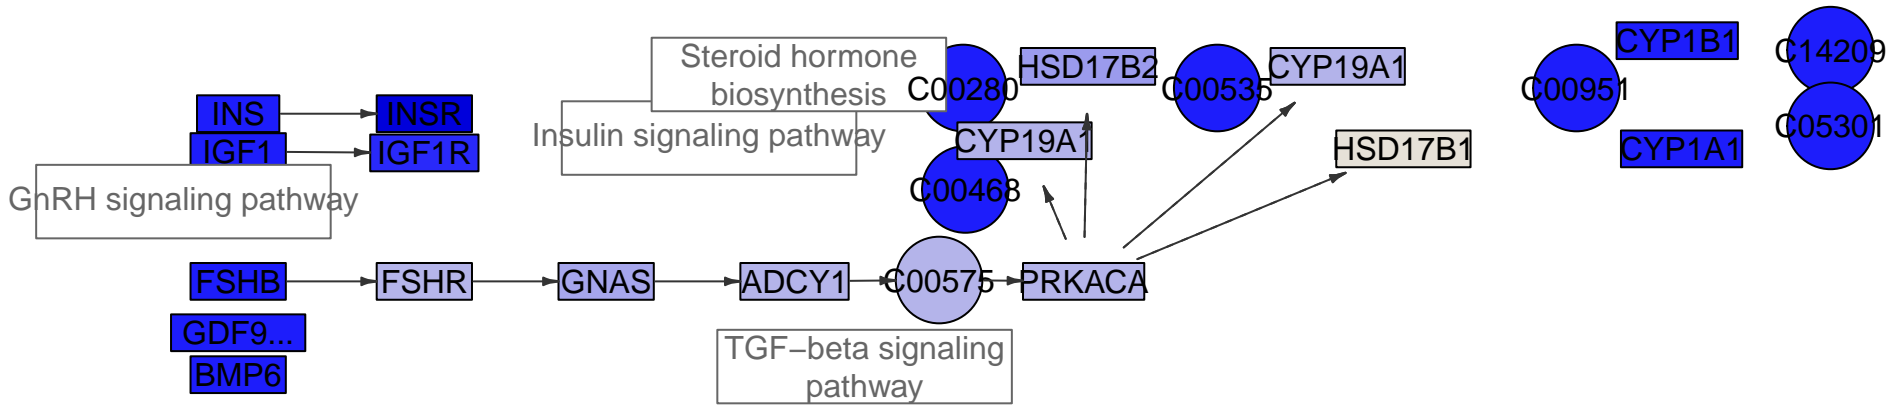 INS
INSR
IGF1
IGF1R
GnRH signaling pathway
Steroid hormone
biosynthesis
Insulin signaling pathway
C00280
HSD17B2
C00535
CYP19A1
CYP19A1
HSD17B1
C00468
C00951
CYP1B1
CYP1A1
C14209
C05301
FSHB
FSHR
GNAS
ADCY1
C00575
PRKACA
GDF9...
BMP6
TGF−beta signaling
pathway